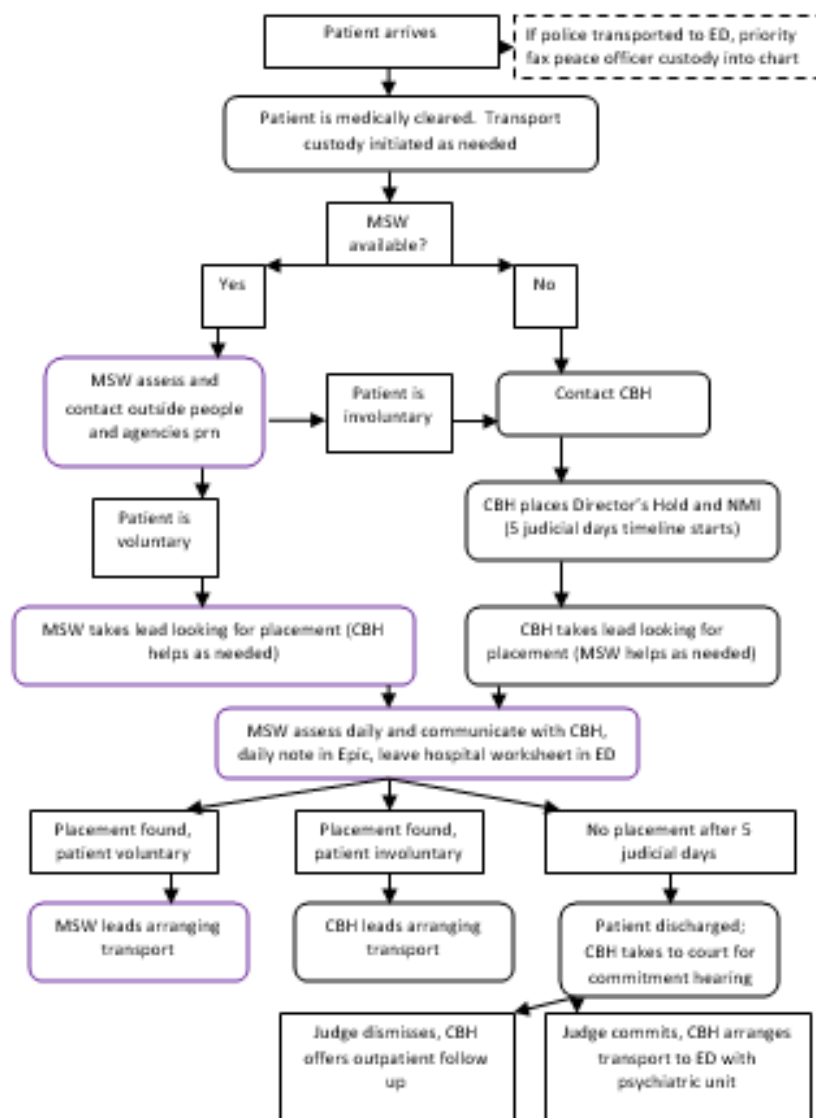 Patient arrives
If police transported to ED, priority
fax peace officer custody into chart
Patient is medically cleared. Transport
custody initiated as needed
MSW
available?
Yes
No
MSW assess and
contact outside people
and agencies prn
Patient is
involuntary
Contact CBH
CBH places Director's Hold and NMI
(5 judicial days timeline starts)
Patient is
voluntary
MSW takes lead looking for placement (CBH
helps as needed)
CBH takes lead looking for
placement (MSW helps as needed)
MSW assess daily and communicate with CBH,
daily note in Epic, leave hospital worksheet in ED
Placement found,
patient voluntary
Placement found,
patient involuntary
No placement after 5
judicial days
MSW leads arranging
transport
CBH leads arranging
transport
Patient discharged;
CBH takes to court for
commitment hearing
Judge dismisses, CBH
offers outpatient follow
up
Judge commits, CBH arranges
transport to ED with
psychiatric unit